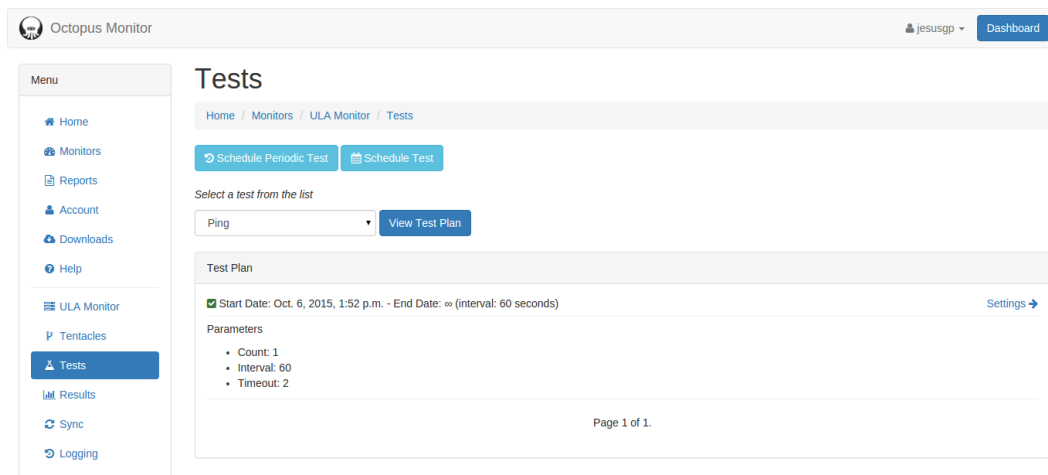 Octopus Monitor
jesusgp
Dashboard
Menu
Home
Monitors
Reports
Account
Downloads
Help
ULA Monitor
Tentacles
Tests
Results
Sync
Logging
Tests
Home / Monitors / ULA Monitor / Tests
Schedule Periodic Test
Schedule Test
Select a test from the list
Ping
View Test Plan
Test Plan
Start Date: Oct. 6, 2015, 1:52 p.m. - End Date: ∞ (interval: 60 seconds)
Settings
Parameters
Count: 1
Interval: 60
Timeout: 2
Page 1 of 1.